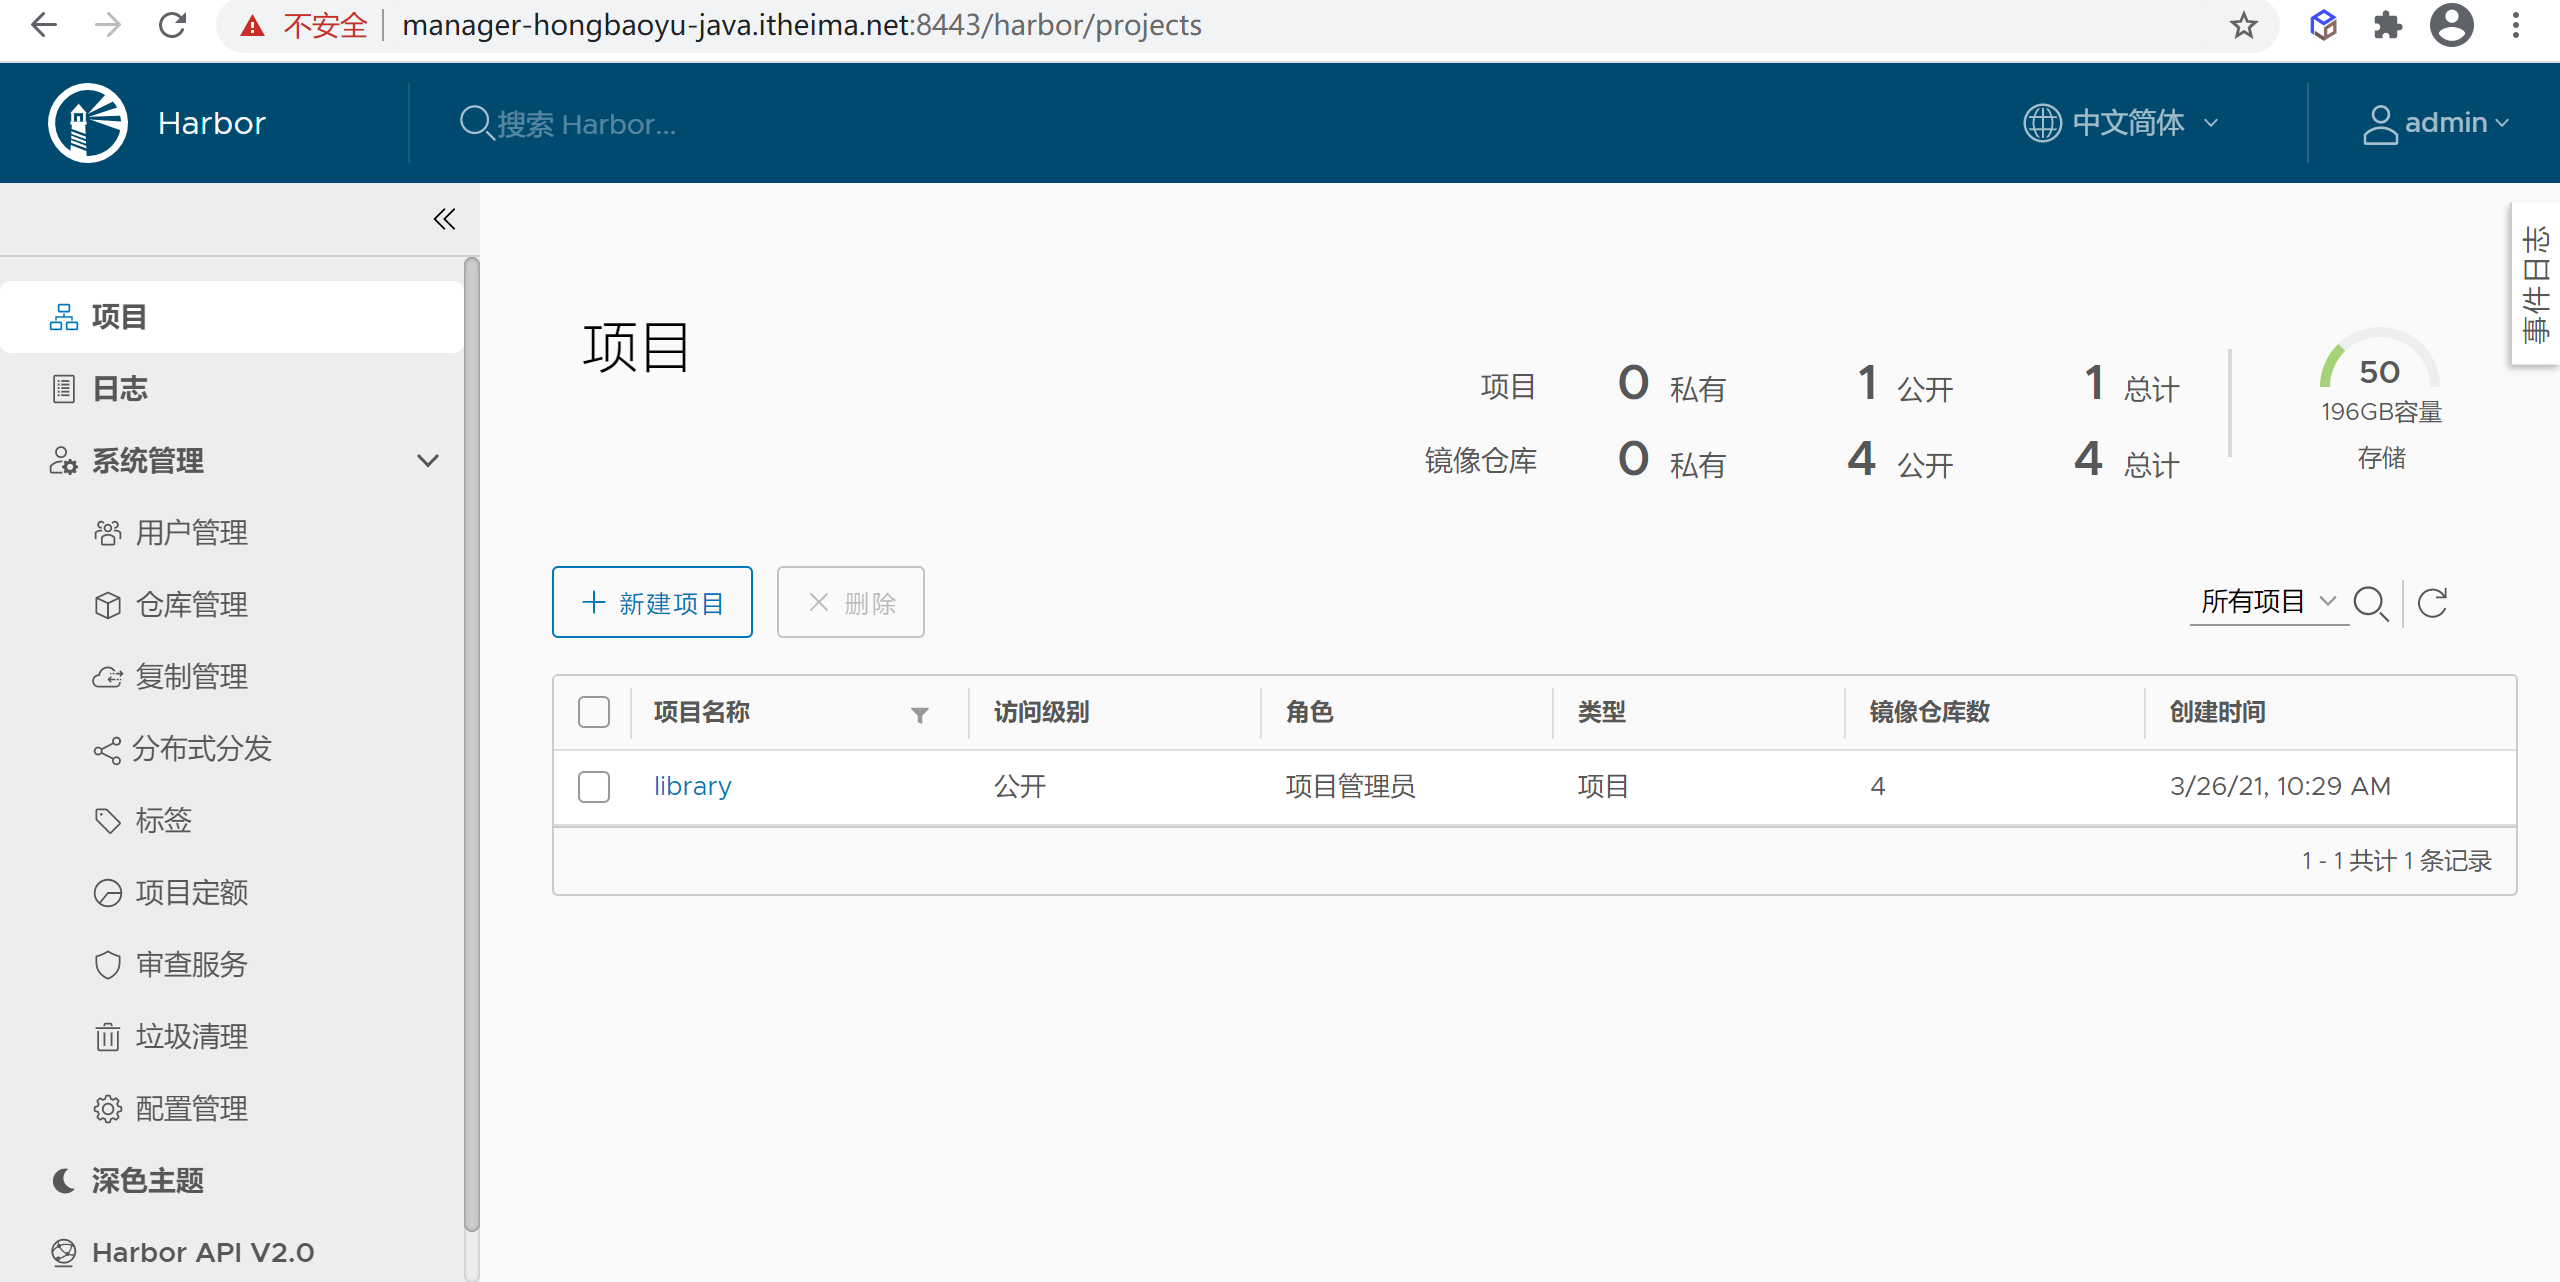 不安全 manager-hongbaoyu-java.itheima.net:8443/harbor/projects
Harbor 搜索 Harbor... 中文简体 admin
事件日志
项目
日志
系统管理
用户管理
仓库管理
复制管理
分布式分发
标签
项目定额
审查服务
垃圾清理
配置管理
深色主题
Harbor API V2.0
项目
项目 0 私有 1 公开 1 总计
镜像仓库 0 私有 4 公开 4 总计
50
196GB容量
存储
新建项目 删除 所有项目
项目名称 访问级别 角色 类型 镜像仓库数 创建时间
library 公开 项目管理员 项目 4 3/26/21, 10:29 AM
1 - 1 共计 1 条记录